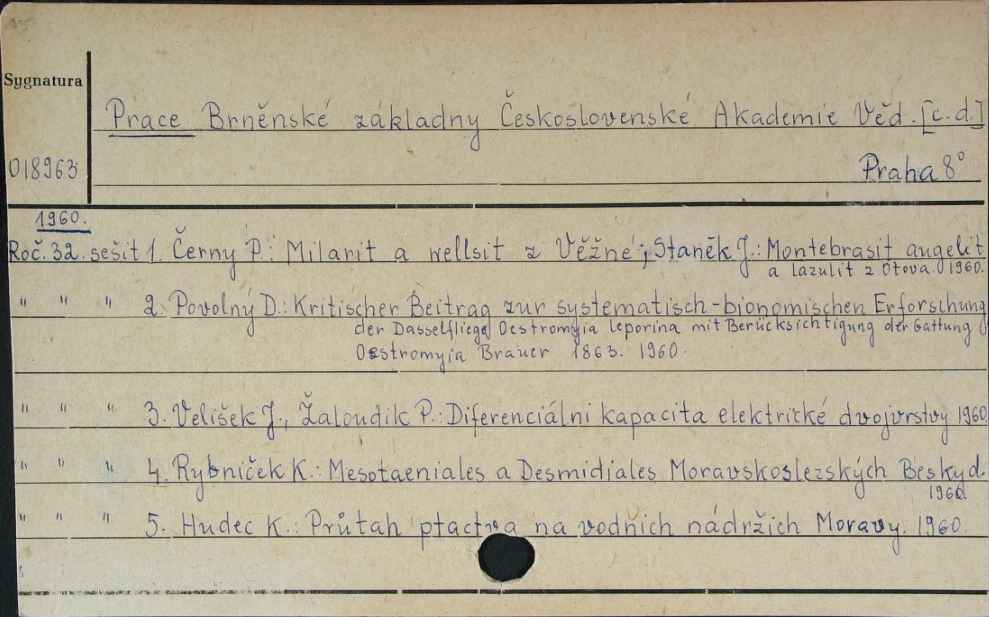 Sygnatura
Prace Brněnské základny Československé Akademie Věd. [c.d.]
018963
Praha 8°
1960.
Roč. 32. sešit 1. Černy P.: Milarit a wellsit z Věžné; Staněk J.: Montebrasit augelit
a lazulit z Otova. 1960.
" " " 2. Povolný D.: Kritischer Beitrag zur systematisch-bionomischen Erforschung
der Dasselfliege Oestromyia leporina mit Berücksichtigung der Gattung
Oestromyia Brauer 1863. 1960.
" " " 3. Velišek J., Žaloudik P.: Diferenciálni kapacita elektrické dvojvrstvy 1960.
" " " 4. Rybníček K.: Mesotaeniales a Desmidiales Moravskoslezských Beskyd.
1960.
" " " 5. Hudec K.: Průtah ptactva na vodních nádržích Moravy. 1960.